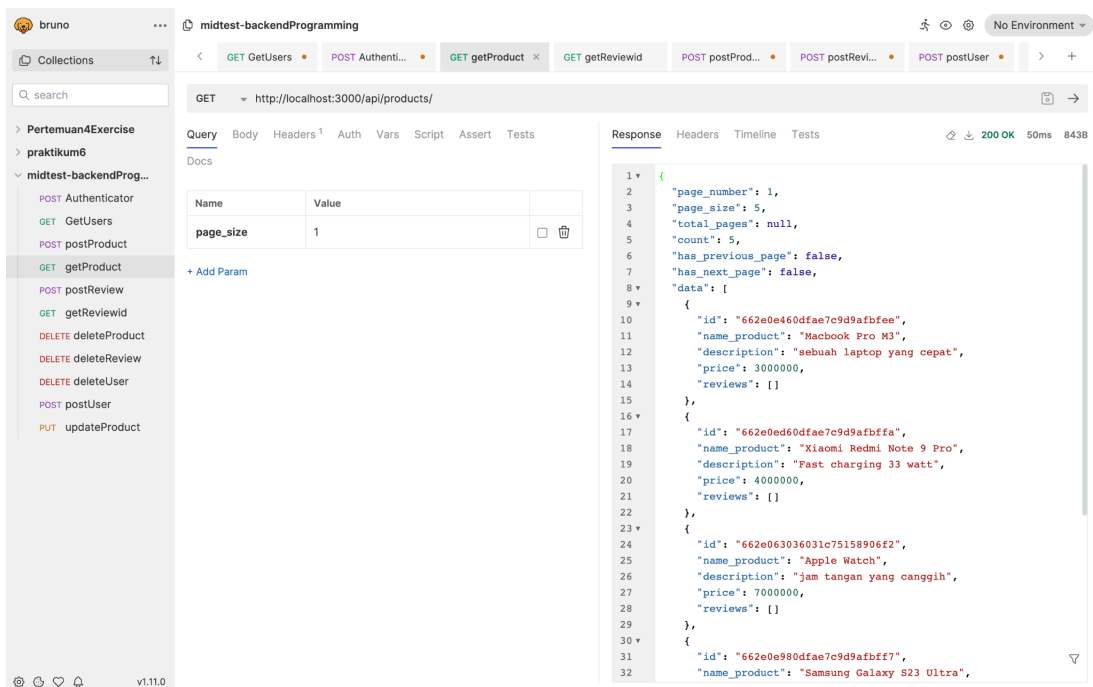 bruno
midtest-backendProgramming
No Environment
Collections
GET GetUsers
POST Authenti...
GET getProduct
GET getReviewid
POST postProd...
POST postRevi...
POST postUser
search
GET http://localhost:3000/api/products/
Pertemuan4Exercise
praktikum6
midtest-backendProg...
POST Authenticator
GET GetUsers
POST postProduct
GET getProduct
POST postReview
GET getReviewid
DELETE deleteProduct
DELETE deleteReview
DELETE deleteUser
POST postUser
PUT updateProduct
v1.11.0
Query Body Headers 1 Auth Vars Script Assert Tests
Docs
Name Value
page_size 1
+ Add Param
Response Headers Timeline Tests 200 OK 50ms 843B
1 {
2 "page_number": 1,
3 "page_size": 5,
4 "total_pages": null,
5 "count": 5,
6 "has_previous_page": false,
7 "has_next_page": false,
8 "data": [
9 {
10 "id": "662e0e460dfae7c9d9afbfee",
11 "name_product": "Macbook Pro M3",
12 "description": "sebuah laptop yang cepat",
13 "price": 3000000,
14 "reviews": []
15 },
16 {
17 "id": "662e0ed60dfae7c9d9afbffa",
18 "name_product": "Xiaomi Redmi Note 9 Pro",
19 "description": "Fast charging 33 watt",
20 "price": 4000000,
21 "reviews": []
22 },
23 {
24 "id": "662e063036031c75158906f2",
25 "name_product": "Apple Watch",
26 "description": "jam tangan yang canggih",
27 "price": 7000000,
28 "reviews": []
29 },
30 {
31 "id": "662e0e980dfae7c9d9afbff7",
32 "name_product": "Samsung Galaxy S23 Ultra",